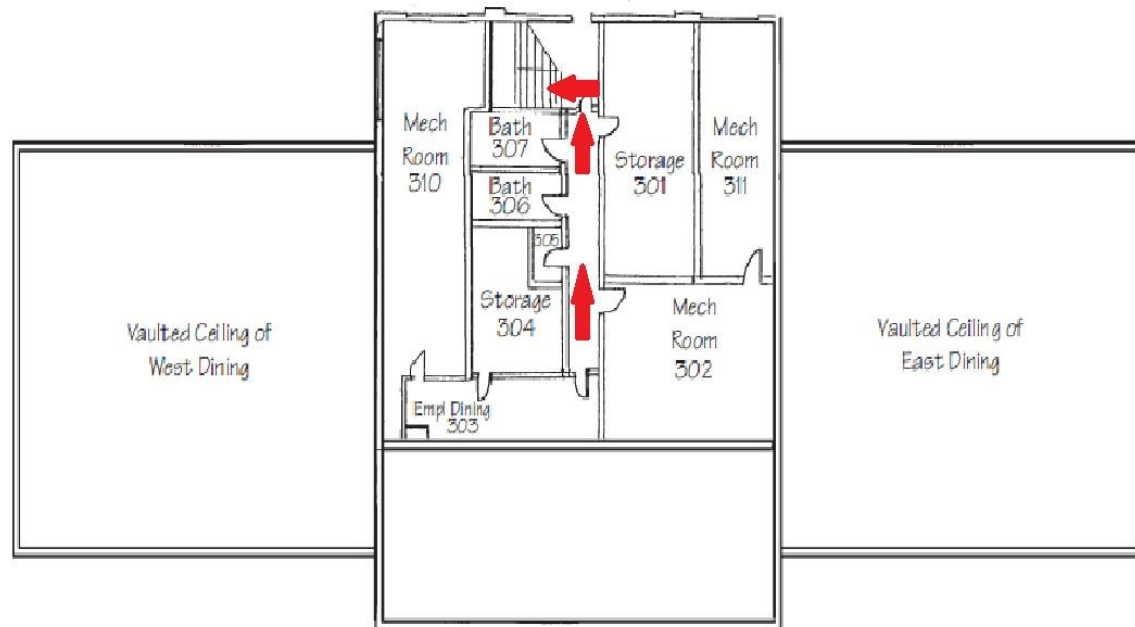 Mech
Room
310
Bath
307
Bath
306
305
Storage
304
Storage
301
Mech
Room
311
Mech
Room
302
Empl Dining
303
Vaulted Ceiling of
West Dining
Vaulted Ceiling of
East Dining